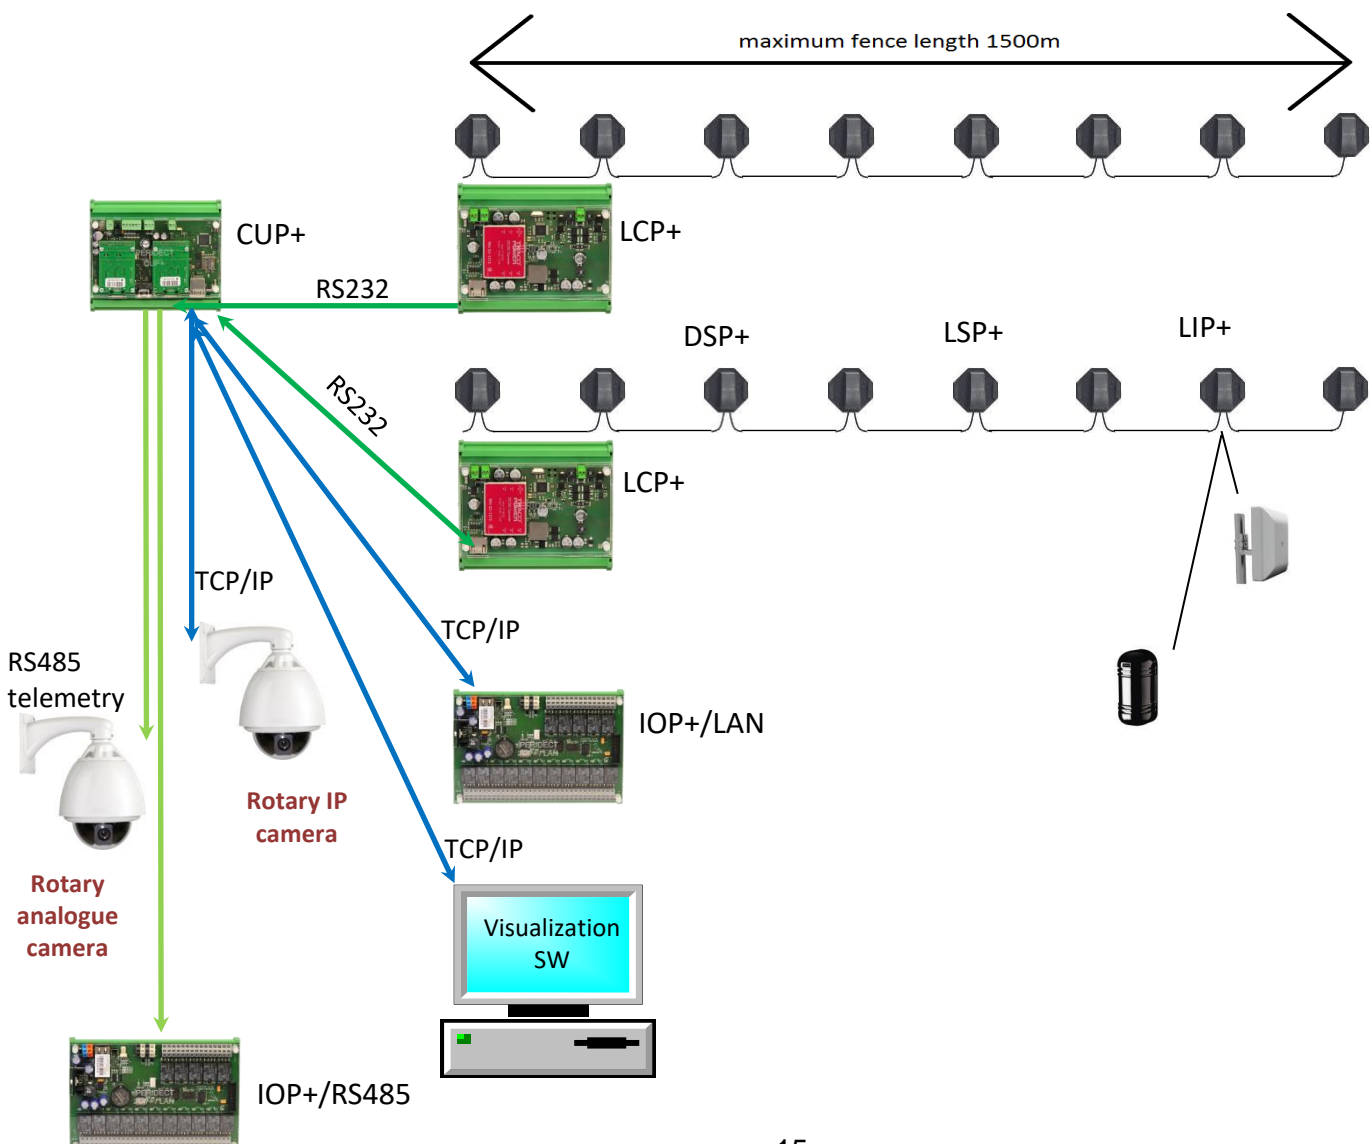 maximum fence length 1500m
CUP+
LCP+
RS232
DSP+
LSP+
LIP+
RS232
LCP+
TCP/IP
TCP/IP
RS485
telemetry
IOP+/LAN
Rotary IP
camera
TCP/IP
Rotary
analogue
camera
Visualization
SW
IOP+/RS485